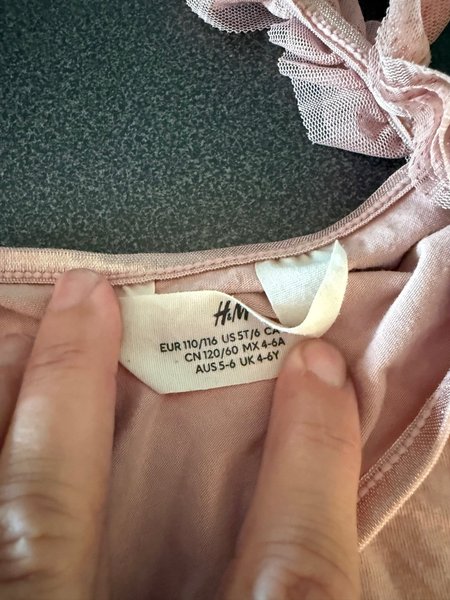 H&M
EUR 110/116 US 5T/6 CA
CN 120/60 MX 4-6A
AUS 5-6 UK 4-6Y